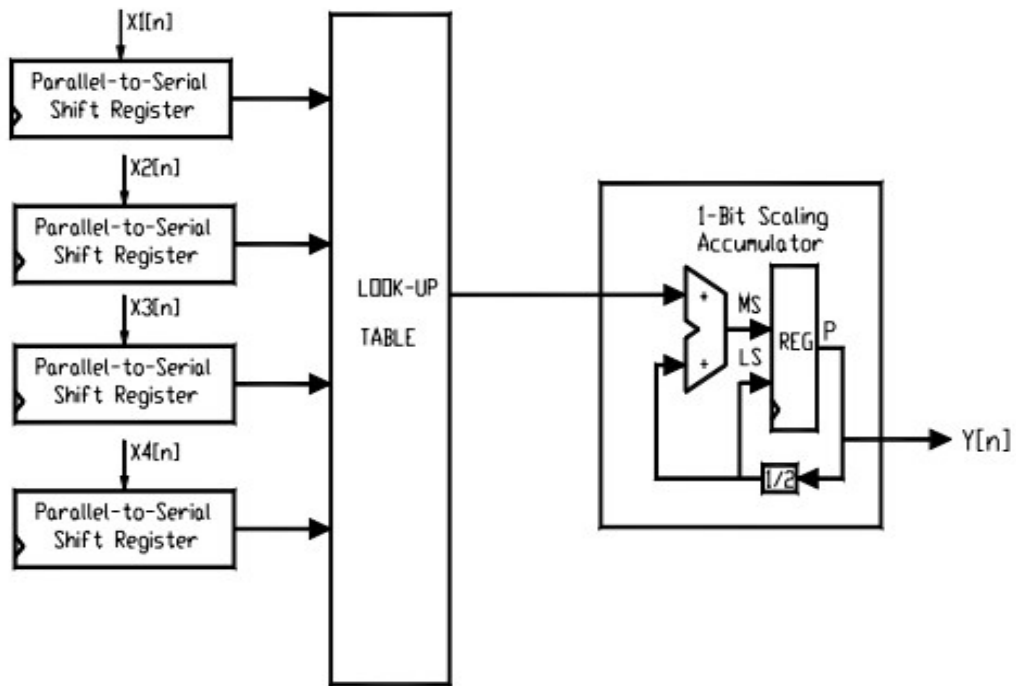 X1[n]
Parallel-to-Serial
Shift Register
X2[n]
Parallel-to-Serial
Shift Register
X3[n]
Parallel-to-Serial
Shift Register
X4[n]
Parallel-to-Serial
Shift Register
LOOK-UP
TABLE
1-Bit Scaling
Accumulator
+
+
MS
LS
REG
P
1/2
Y[n]